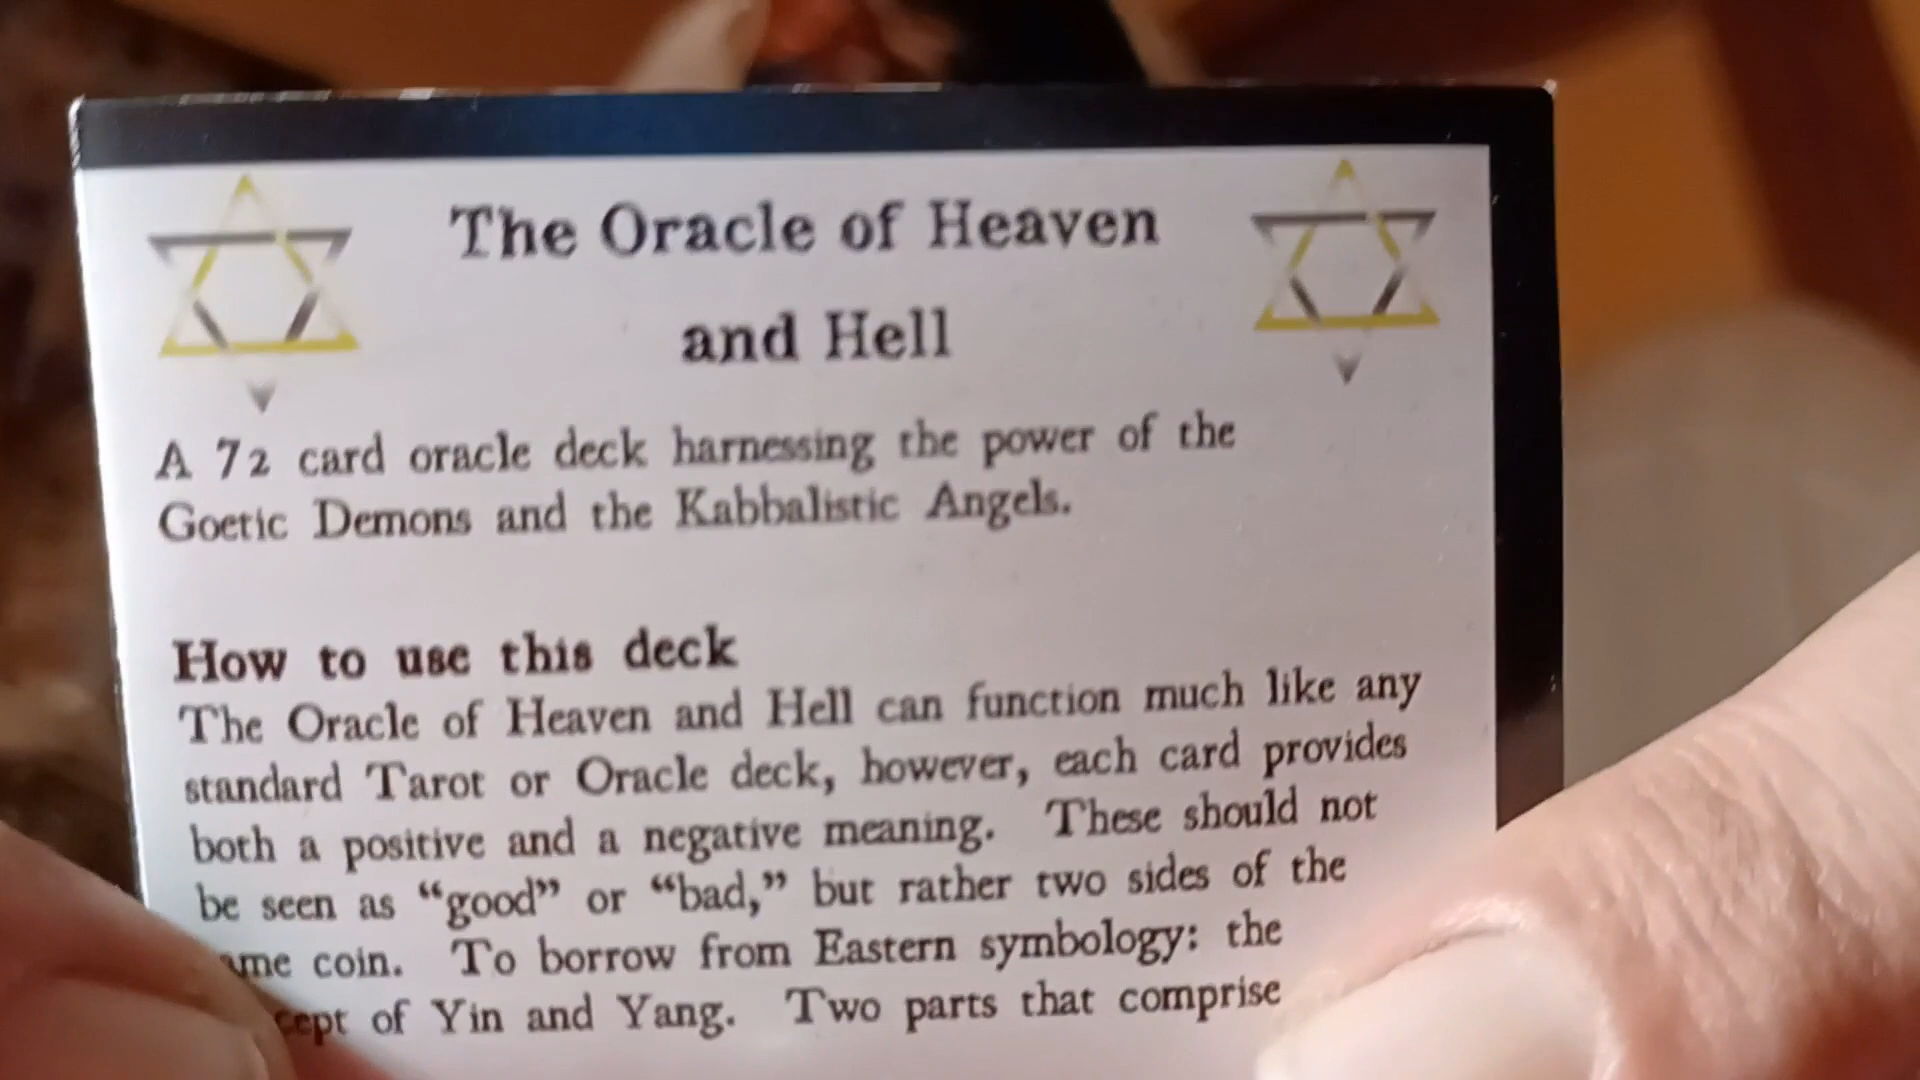 The Oracle of Heaven
and Hell
A 72 card oracle deck harnessing the power of the
Goetic Demons and the Kabbalistic Angels.
How to use this deck
The Oracle of Heaven and Hell can function much like any
standard Tarot or Oracle deck, however, each card provides
both a positive and a negative meaning. These should not
be seen as “good” or “bad,” but rather two sides of the
ame coin. To borrow from Eastern symbology: the
cept of Yin and Yang. Two parts that comprise